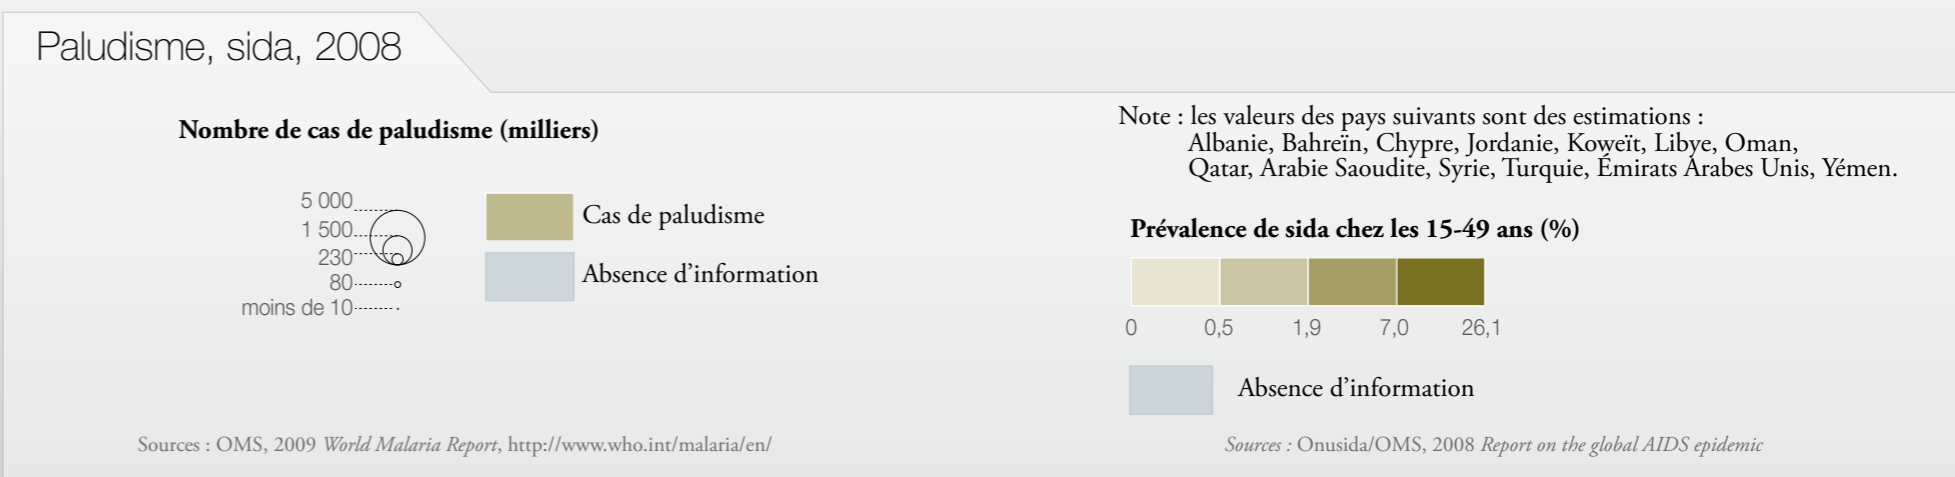 Paludisme, sida, 2008
Nombre de cas de paludisme (milliers)
5 000
1 500
230
80
moins de 10
Cas de paludisme
Absence d'information
Sources : OMS, 2009 World Malaria Report, http://www.who.int/malaria/en/
Note : les valeurs des pays suivants sont des estimations :
Albanie, Bahreïn, Chypre, Jordanie, Koweït, Libye, Oman,
Qatar, Arabie Saoudite, Syrie, Turquie, Émirats Arabes Unis, Yémen.
Prévalence de sida chez les 15-49 ans (%)
0 0,5 1,9 7,0 26,1
Absence d'information
Sources : Onusida/OMS, 2008 Report on the global AIDS epidemic